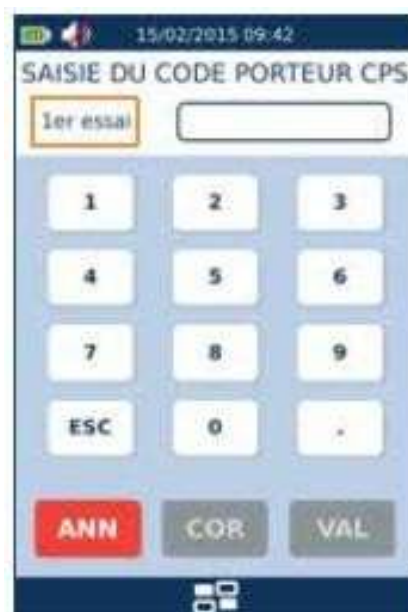 15/02/2015 09:42
SAISIE DU CODE PORTEUR CPS
1er essai
1 2 3
4 5 6
7 8 9
ESC 0 .
ANN COR VAL